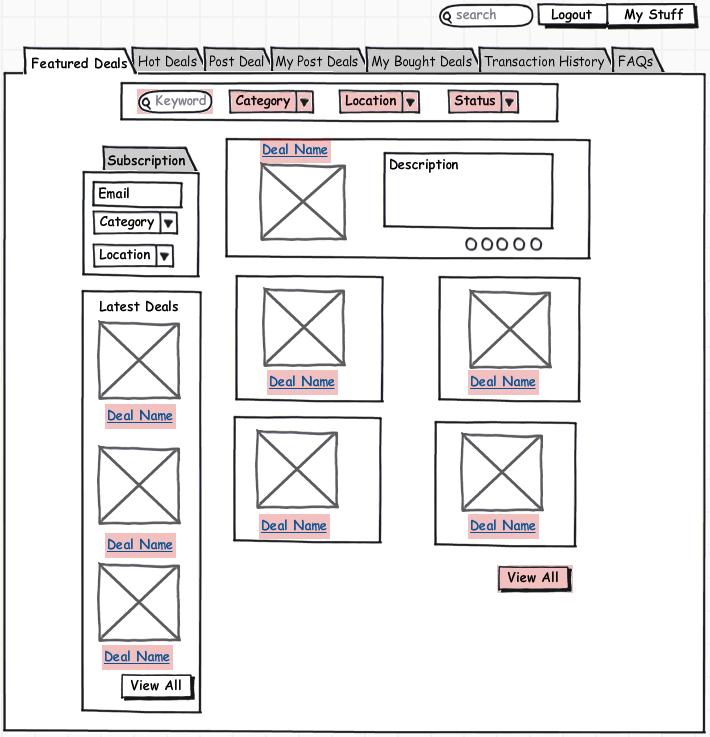 search
Logout
My Stuff
Featured Deals
Hot Deals
Post Deal
My Post Deals
My Bought Deals
Transaction History
FAQs
Keyword
Category
Location
Status
Subscription
Email
Category
Location
Deal Name
Description
Latest Deals
Deal Name
Deal Name
Deal Name
View All
Deal Name
Deal Name
Deal Name
Deal Name
View All